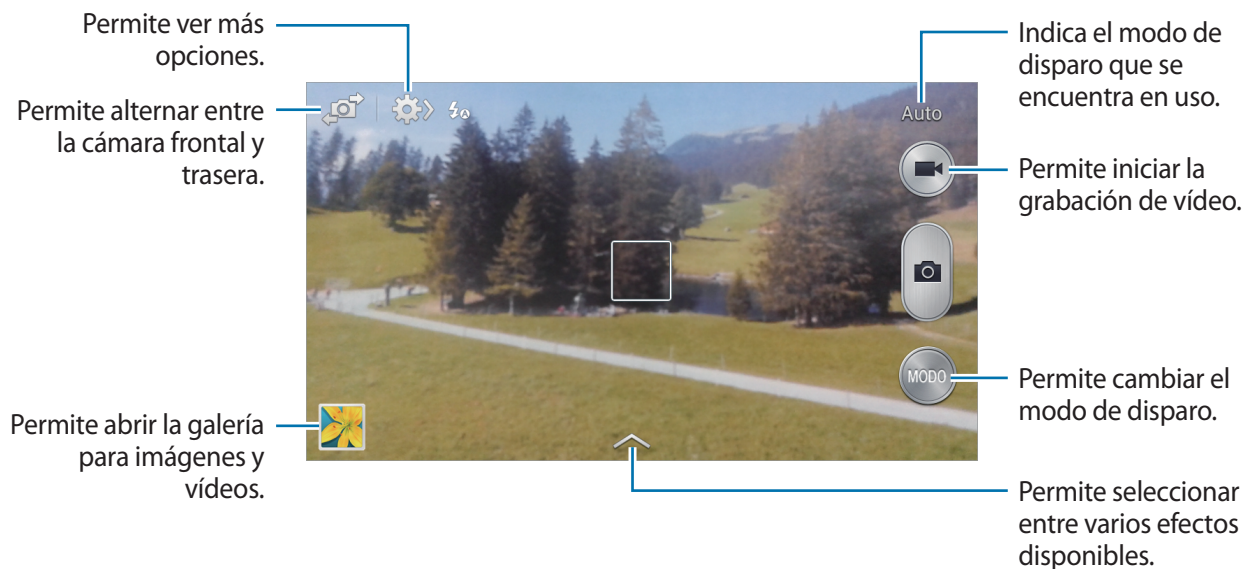 Permite ver más
opciones.
Permite alternar entre
la cámara frontal y
trasera.
Permite abrir la galería
para imágenes y
vídeos.
Auto
MODO
Indica el modo de
disparo que se
encuentra en uso.
Permite iniciar la
grabación de vídeo.
Permite cambiar el
modo de disparo.
Permite seleccionar
entre varios efectos
disponibles.